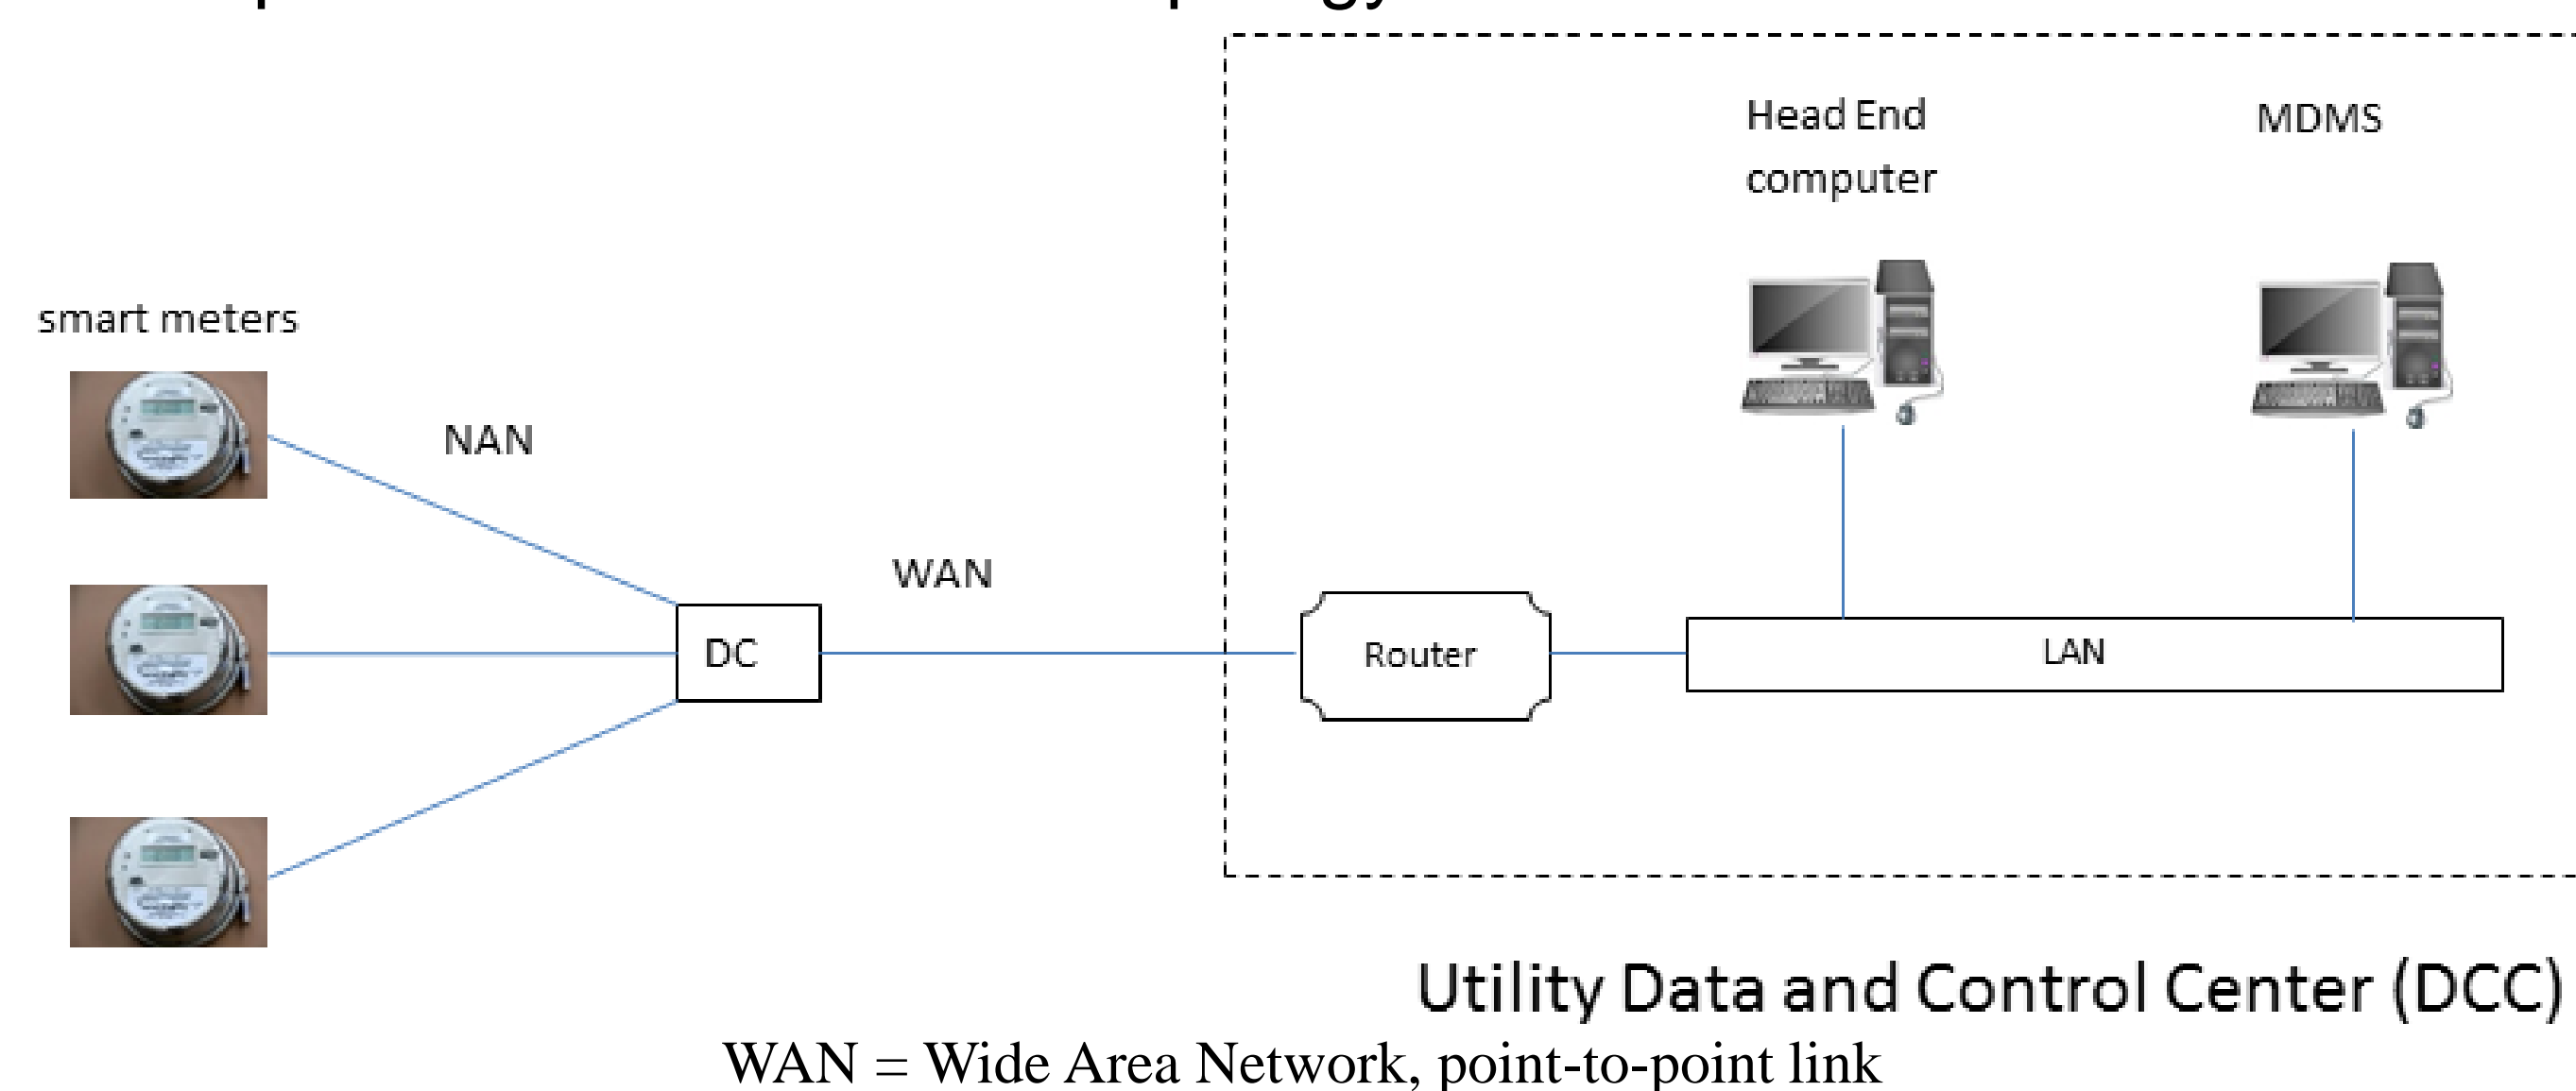 Head End
computer
MDMS
smart meters
NAN
WAN
DC
Router
LAN
Utility Data and Control Center (DCC)
WAN = Wide Area Network, point-to-point link